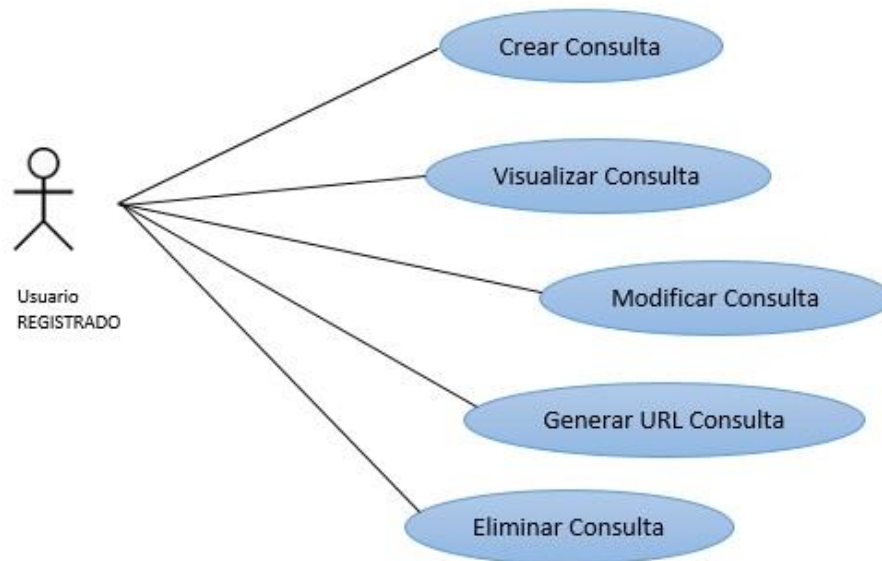 Crear Consulta
Visualizar Consulta
Usuario
REGISTRADO
Modificar Consulta
Generar URL Consulta
Eliminar Consulta